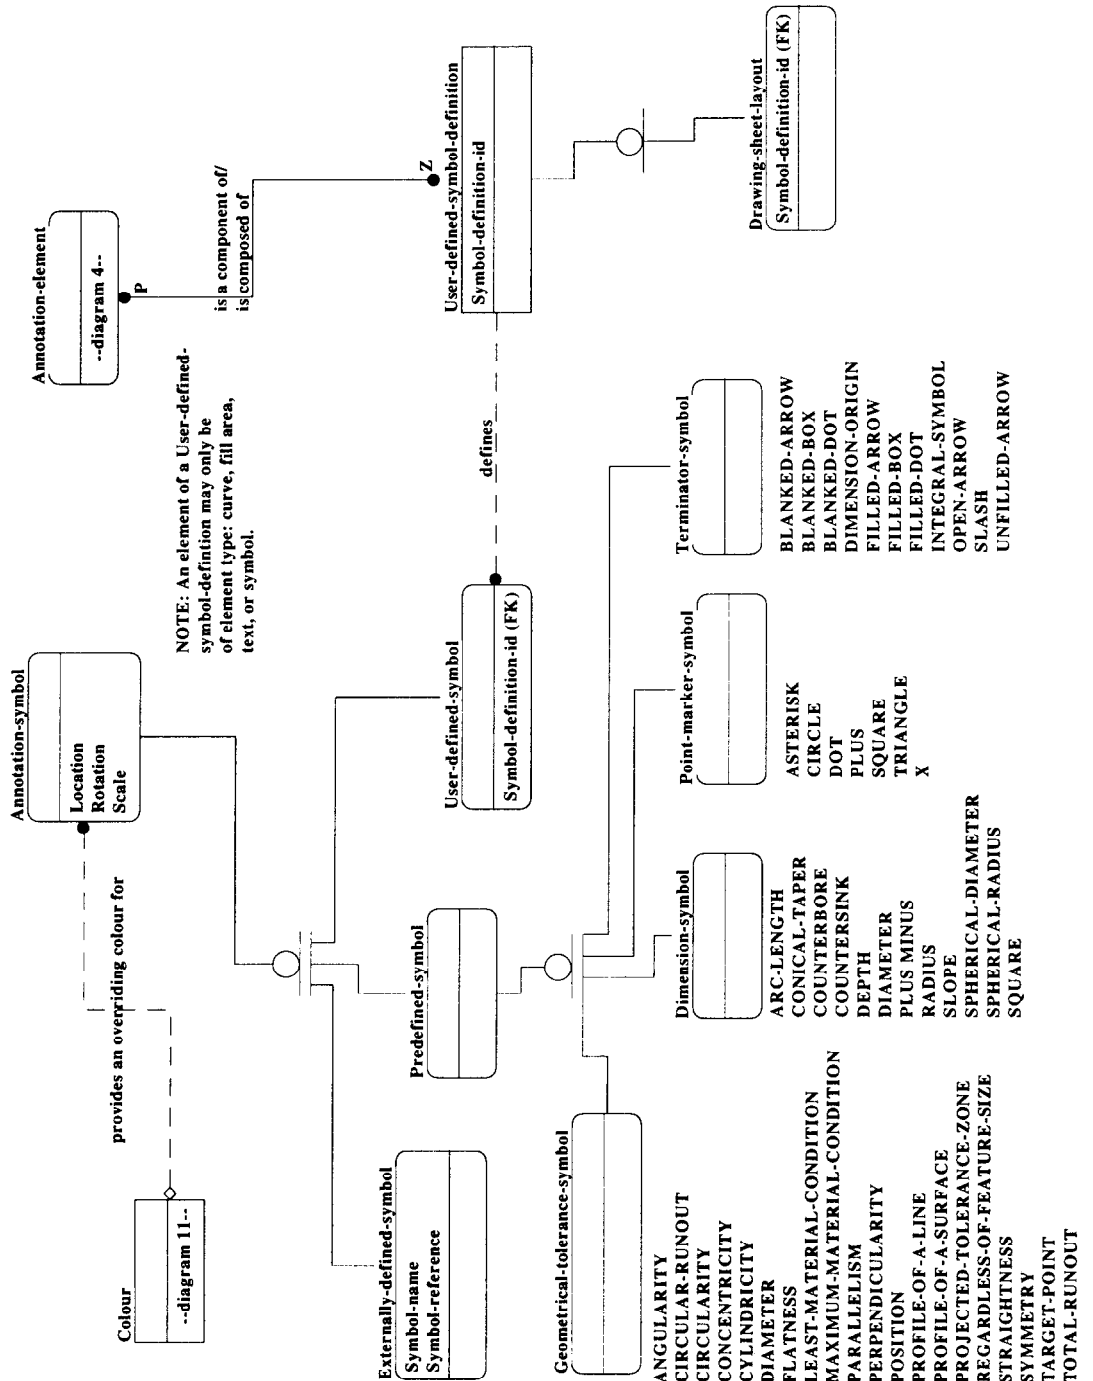 Colour
--diagram 11--
provides an overriding colour for
Annotation-symbol
Location
Rotation
Scale
Annotation-element
--diagram 4--
P
NOTE: An element of a User-defined-
symbol-defintion may only be
of element type: curve, fill area,
text, or symbol.
is a component of/
is composed of
Z
Externally-defined-symbol
Symbol-name
Symbol-reference
Predefined-symbol
User-defined-symbol
Symbol-definition-id (FK)
defines
User-defined-symbol-definition
Symbol-definition-id
Geometrical-tolerance-symbol
ANGULARITY
CIRCULAR-RUNOUT
CIRCULARITY
CONCENTRICITY
CYLINDRICITY
DIAMETER
FLATNESS
LEAST-MATERIAL-CONDITION
MAXIMUM-MATERIAL-CONDITION
PARALLELISM
PERPENDICULARITY
POSITION
PROFILE-OF-A-LINE
PROFILE-OF-A-SURFACE
PROJECTED-TOLERANCE-ZONE
REGARDLESS-OF-FEATURE-SIZE
STRAIGHTNESS
SYMMETRY
TARGET-POINT
TOTAL-RUNOUT
Dimension-symbol
ARC-LENGTH
CONICAL-TAPER
COUNTERBORE
COUNTERSINK
DEPTH
DIAMETER
PLUS MINUS
RADIUS
SLOPE
SPHERICAL-DIAMETER
SPHERICAL-RADIUS
SQUARE
Point-marker-symbol
ASTERISK
CIRCLE
DOT
PLUS
SQUARE
TRIANGLE
X
Terminator-symbol
BLANKED-ARROW
BLANKED-BOX
BLANKED-DOT
DIMENSION-ORIGIN
FILLED-ARROW
FILLED-BOX
FILLED-DOT
INTEGRAL-SYMBOL
OPEN-ARROW
SLASH
UNFILLED-ARROW
Drawing-sheet-layout
Symbol-definition-id (FK)